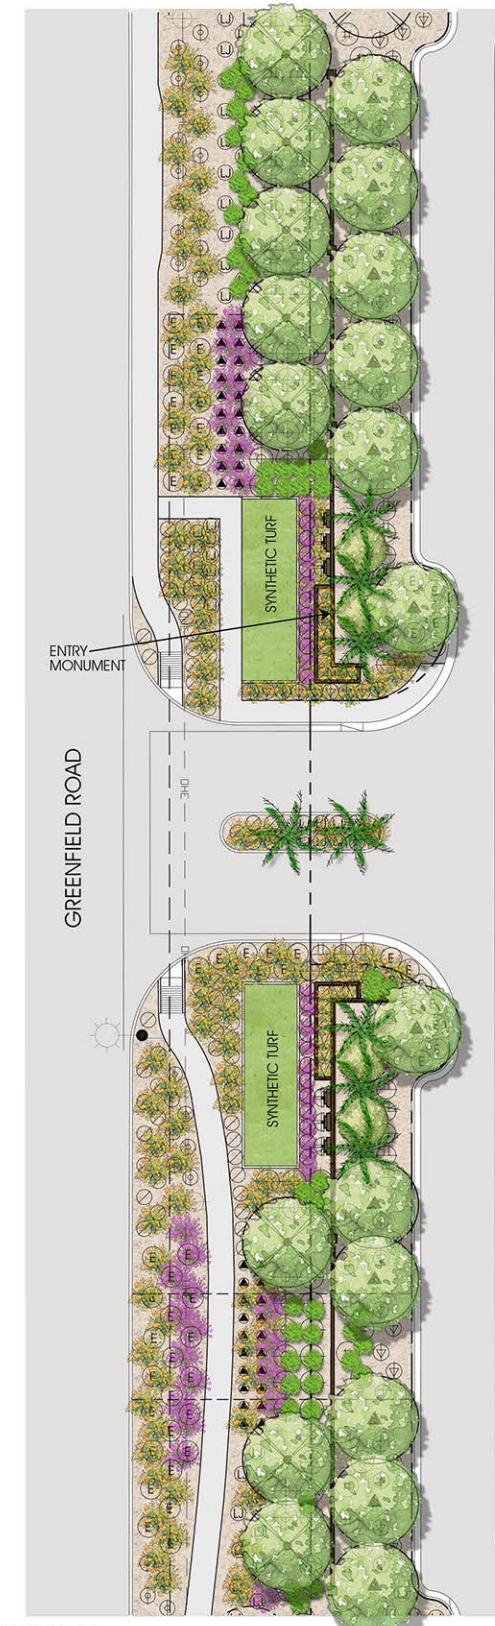 SYNTHETIC TURF
ENTRY
MONUMENT
GREENFIELD ROAD
OHE
SYNTHETIC TURF